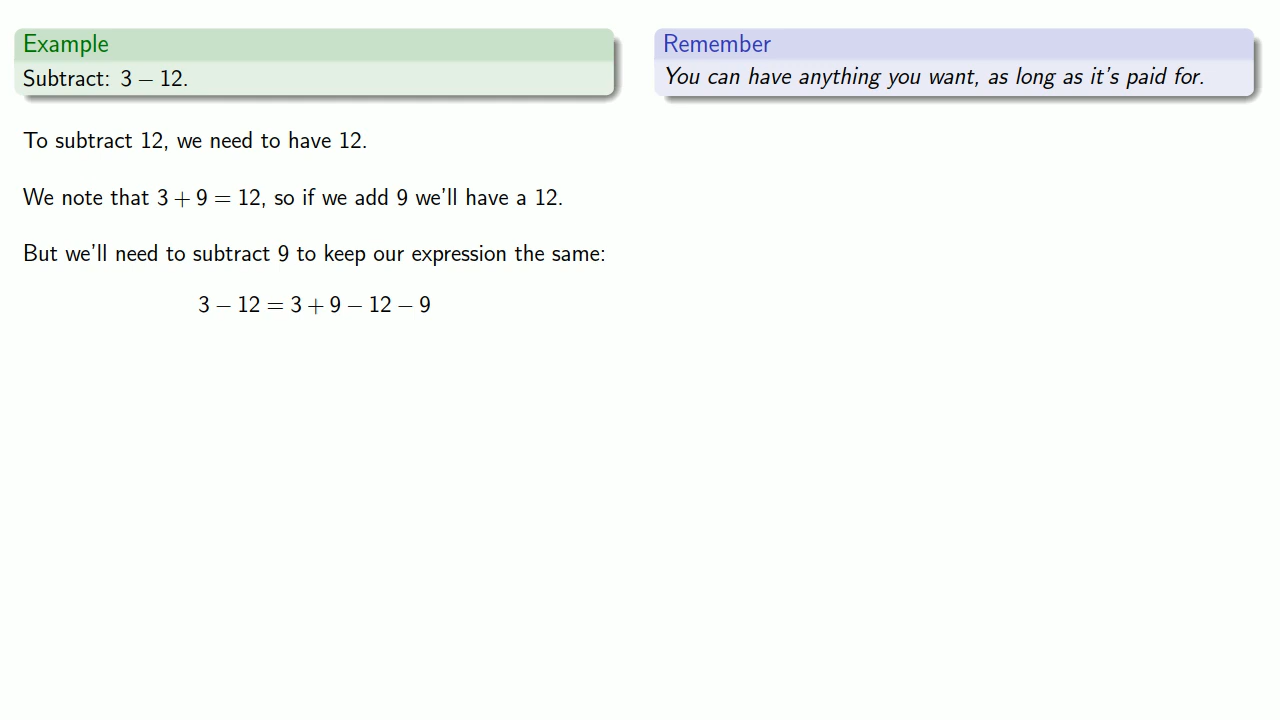 Example
Subtract: 3 − 12.
Remember
You can have anything you want, as long as it's paid for.
To subtract 12, we need to have 12.
We note that 3 + 9 = 12, so if we add 9 we'll have a 12.
But we'll need to subtract 9 to keep our expression the same:
3 − 12 = 3 + 9 − 12 − 9